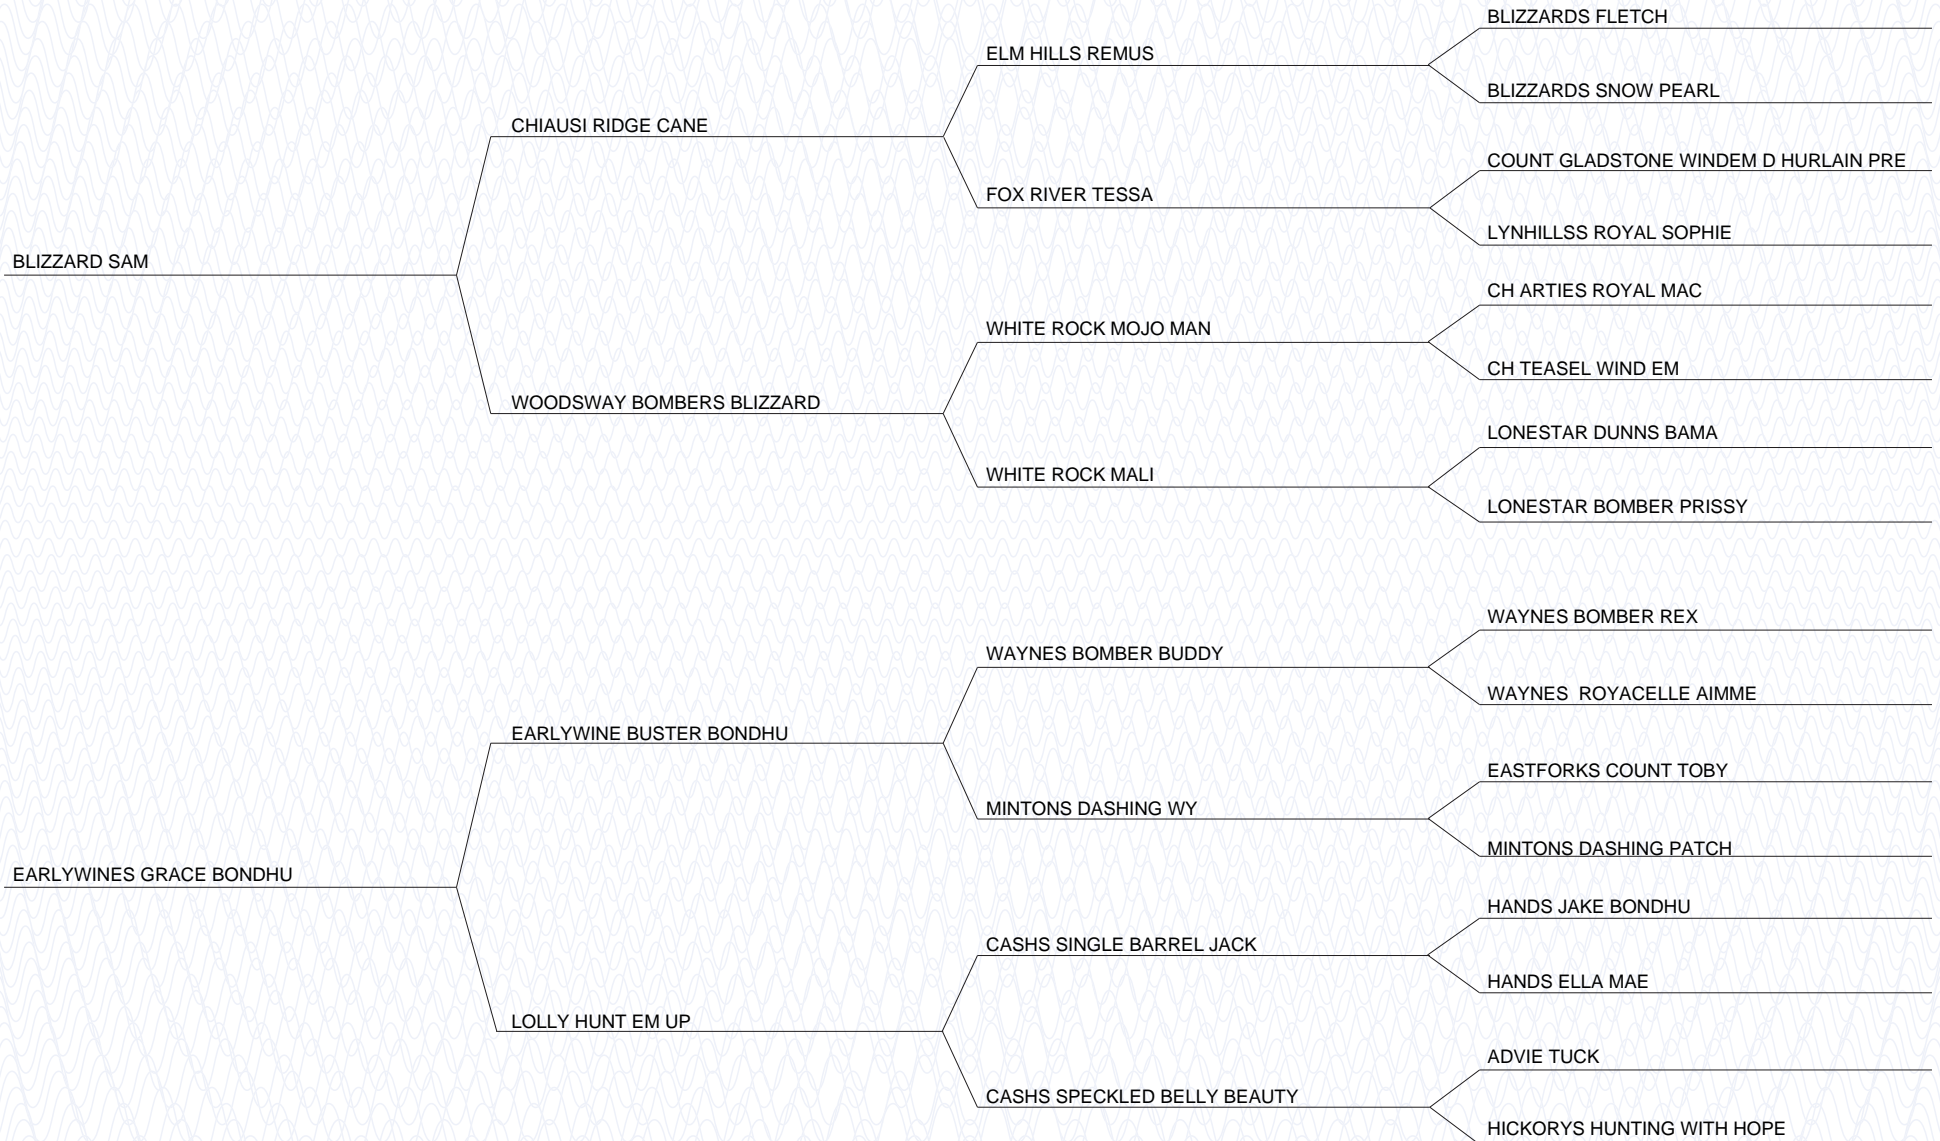 BLIZZARDS FLETCH
ELM HILLS REMUS
BLIZZARDS SNOW PEARL
CHIAUSI RIDGE CANE
COUNT GLADSTONE WINDEM D HURLAIN PRE
FOX RIVER TESSA
LYNHILLSS ROYAL SOPHIE
BLIZZARD SAM
CH ARTIES ROYAL MAC
WHITE ROCK MOJO MAN
CH TEASEL WIND EM
WOODSWAY BOMBERS BLIZZARD
LONESTAR DUNNS BAMA
WHITE ROCK MALI
LONESTAR BOMBER PRISSY
WAYNES BOMBER REX
WAYNES BOMBER BUDDY
WAYNES  ROYACELLE AIMME
EARLYWINE BUSTER BONDHU
EASTFORKS COUNT TOBY
MINTONS DASHING WY
MINTONS DASHING PATCH
EARLYWINES GRACE BONDHU
HANDS JAKE BONDHU
CASHS SINGLE BARREL JACK
HANDS ELLA MAE
LOLLY HUNT EM UP
ADVIE TUCK
CASHS SPECKLED BELLY BEAUTY
HICKORYS HUNTING WITH HOPE